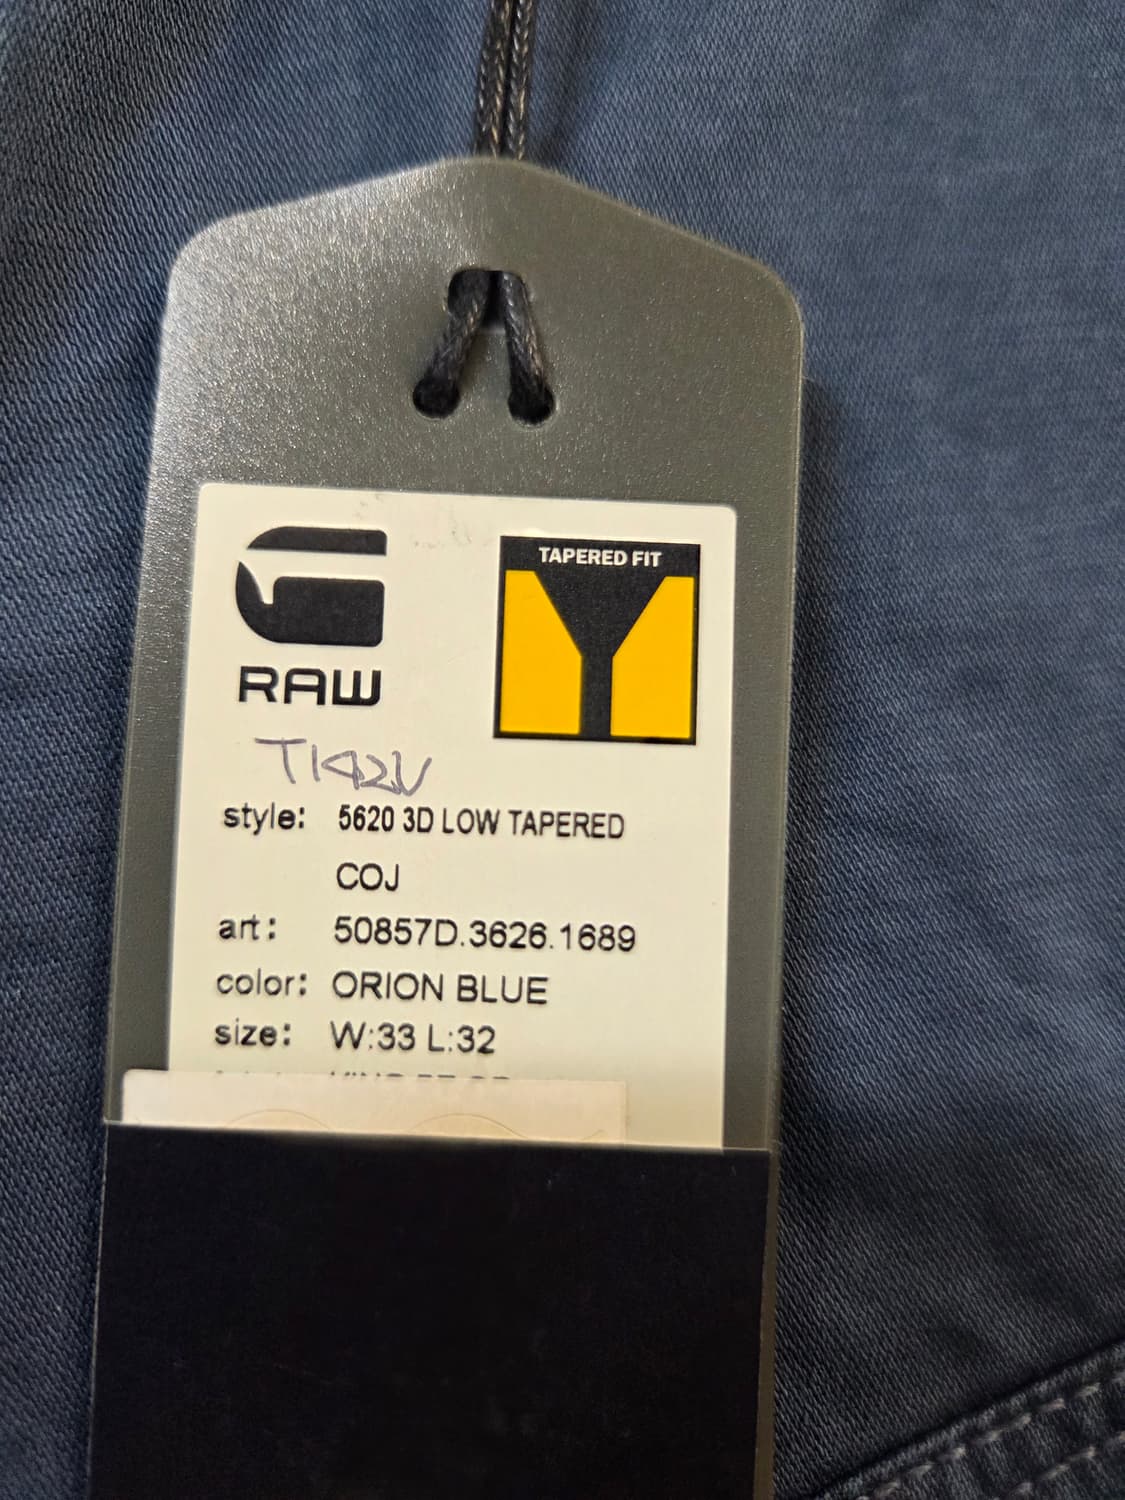 TAPERED FIT
RAW
T142V
style: 5620 3D LOW TAPERED
COJ
art: 50857D.3626.1689
color: ORION BLUE
size: W:33 L:32